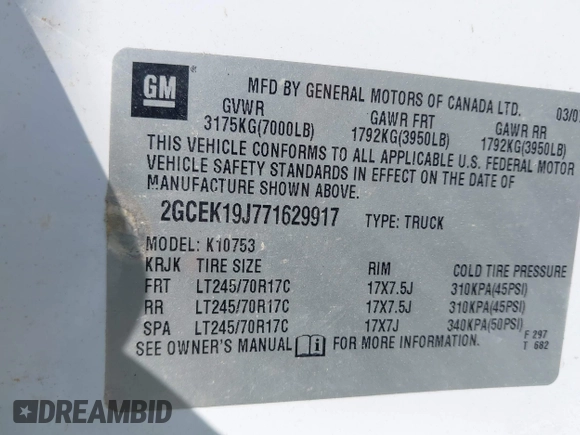 GM ®
MFD BY GENERAL MOTORS OF CANADA LTD. 03/0
GVWR GAWR FRT GAWR RR
3175KG(7000LB) 1792KG(3950LB) 1792KG(3950LB)
THIS VEHICLE CONFORMS TO ALL APPLICABLE U.S. FEDERAL MOTOR
VEHICLE SAFETY STANDARDS IN EFFECT ON THE DATE OF
MANUFACTURE SHOWN ABOVE.
2GCEK19J771629917 TYPE: TRUCK
MODEL: K10753
KRJK TIRE SIZE RIM COLD TIRE PRESSURE
FRT LT245/70R17C 17X7.5J 310KPA(45PSI)
RR LT245/70R17C 17X7.5J 310KPA(45PSI)
SPA LT245/70R17C 17X7J 340KPA(50PSI)
SEE OWNER'S MANUAL i FOR MORE INFORMATION.
F 297
T 682
DREAMBID